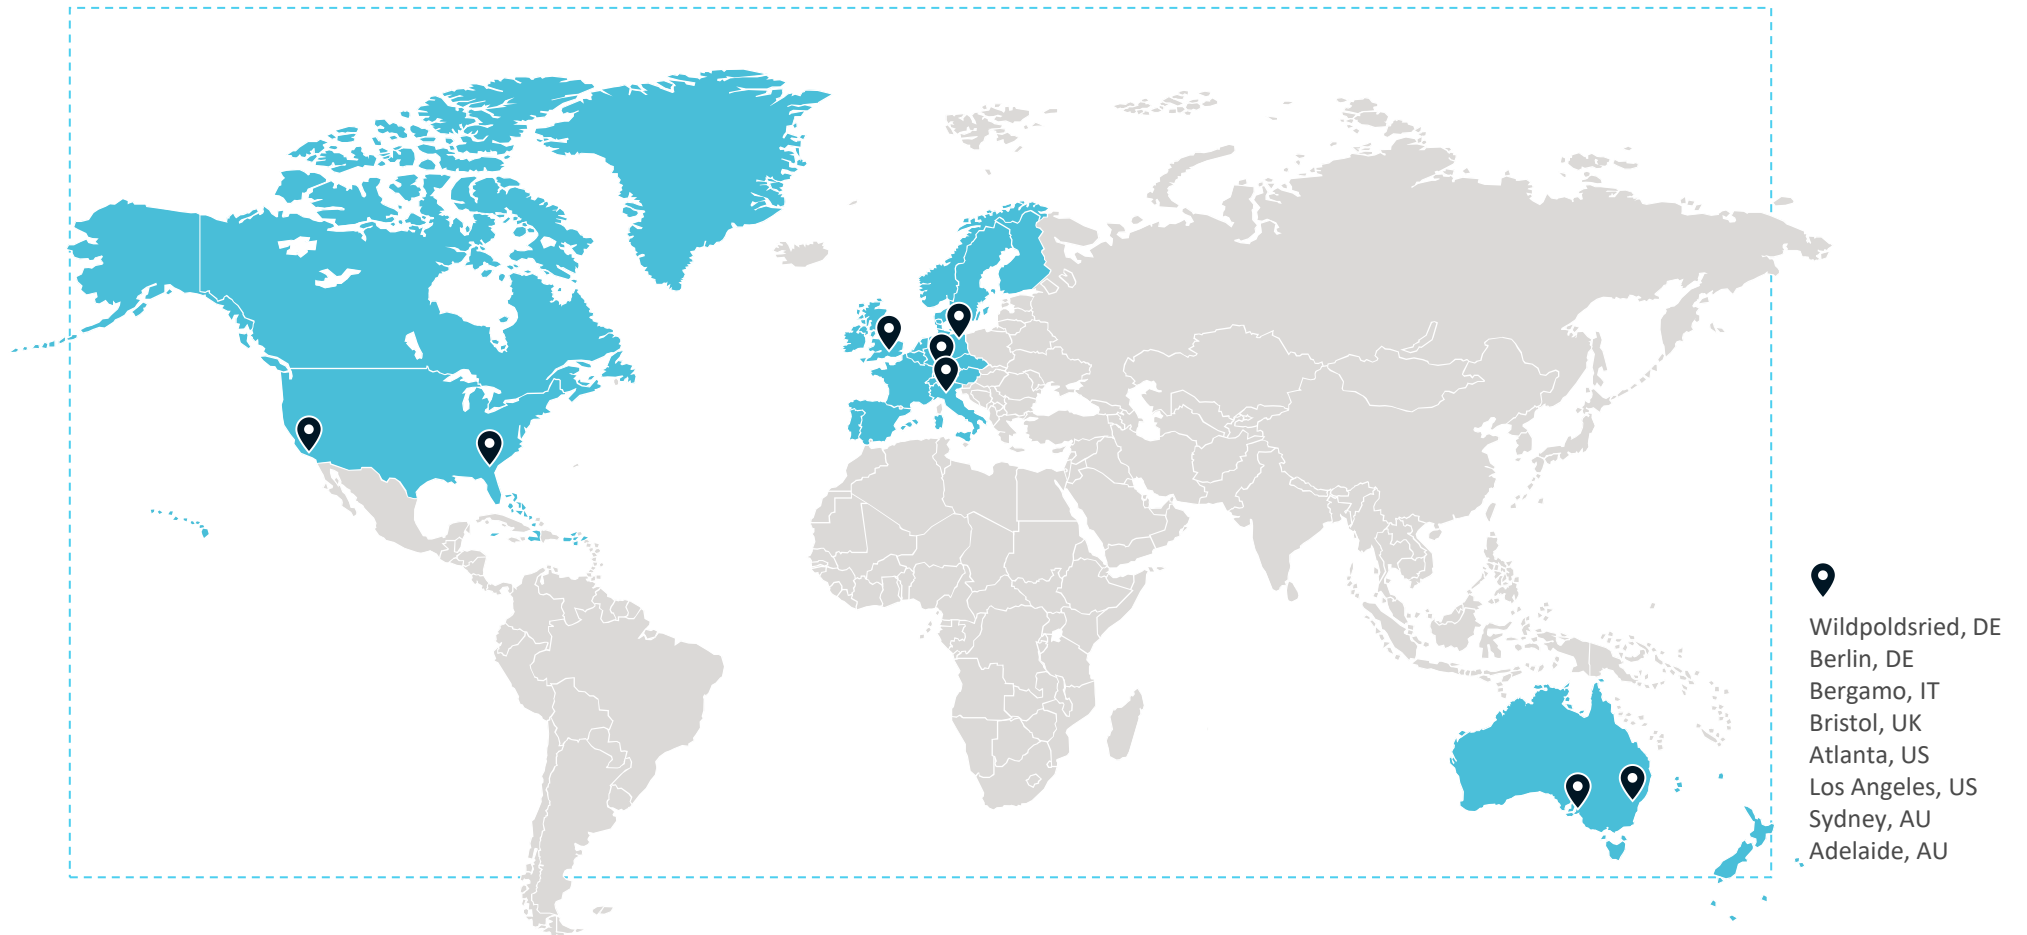 Wildpoldsried, DE
Berlin, DE
Bergamo, IT
Bristol, UK
Atlanta, US
Los Angeles, US
Sydney, AU
Adelaide, AU